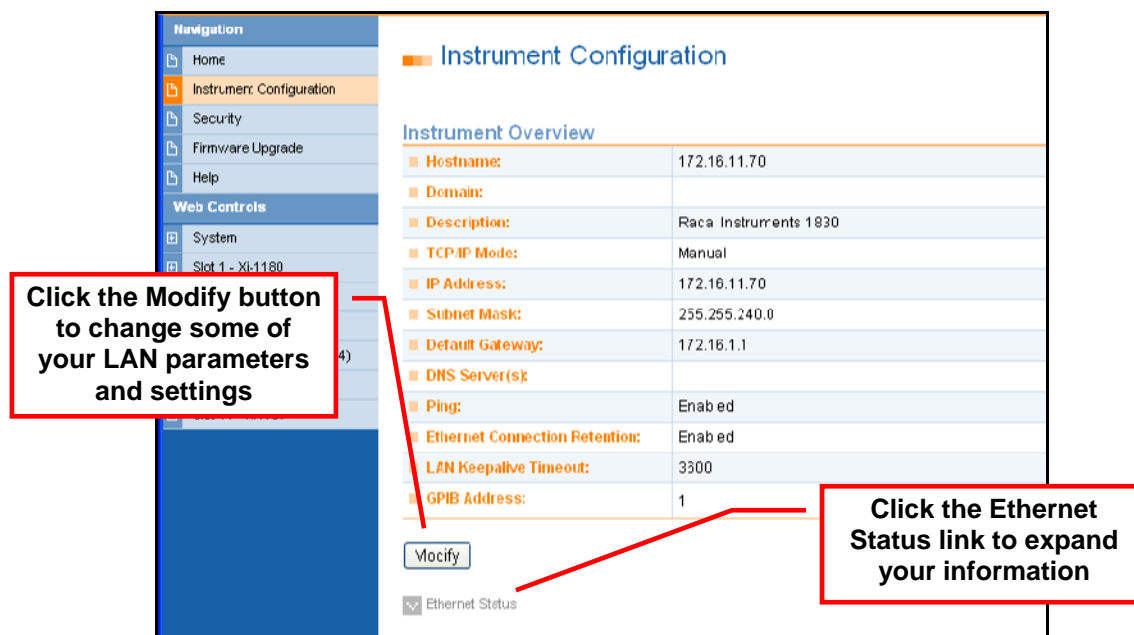 Navigation
Home
Instrument Configuration
Security
Firmware Upgrade
Help
Web Controls
System
Slot 1 - Xi-1180
4)
Instrument Configuration
Instrument Overview
Hostname: 172.16.11.70
Domain:
Description: Raca Instruments 1830
TCP/IP Mode: Manual
IP Address: 172.16.11.70
Subnet Mask: 255.255.240.0
Default Gateway: 172.16.1.1
DNS Server(s):
Ping: Enabled
Ethernet Connection Retention: Enabled
LAN Keepalive Timeout:
GPIB Address: 1
Modify
Ethernet Status
Click the Modify button
to change some of
your LAN parameters
and settings
Click the Ethernet
Status link to expand
your information